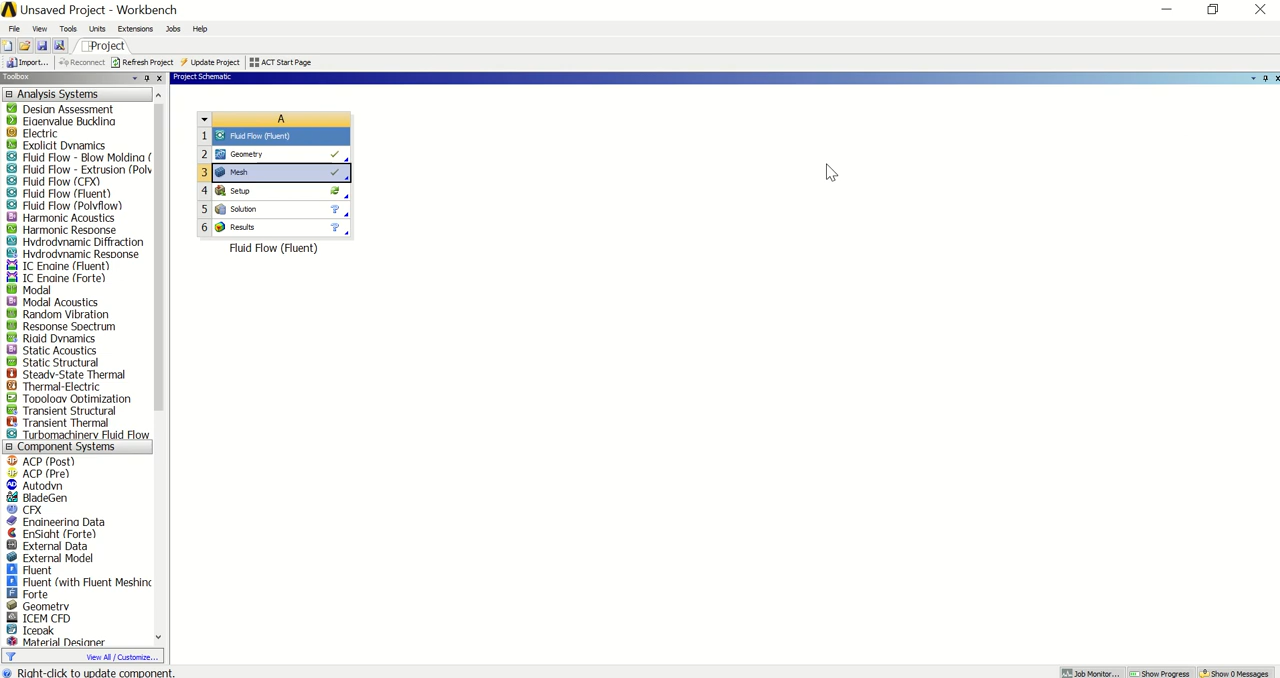 Unsaved Project - Workbench
File View Tools Units Extensions Jobs Help
Project
Import... Reconnect Refresh Project Update Project ACT Start Page
Toolbox
Project Schematic
Analysis Systems
Design Assessment
Eigenvalue Buckling
Electric
Explicit Dynamics
Fluid Flow - Blow Molding (
Fluid Flow - Extrusion (Poly
Fluid Flow (CFX)
Fluid Flow (Fluent)
Fluid Flow (Polyflow)
Harmonic Acoustics
Harmonic Response
Hydrodynamic Diffraction
Hydrodynamic Response
IC Engine (Fluent)
IC Engine (Forte)
Modal
Modal Acoustics
Random Vibration
Response Spectrum
Rigid Dynamics
Static Acoustics
Static Structural
Steady-State Thermal
Thermal-Electric
Topology Optimization
Transient Structural
Transient Thermal
Turbomachinery Fluid Flow
Component Systems
ACP (Post)
ACP (Pre)
Autodyn
BladeGen
CFX
Engineering Data
EnSight (Forte)
External Data
External Model
Fluent
Fluent (with Fluent Meshing
Forte
Geometry
ICEM CFD
Icepak
Material Designer
View All / Customize...
A
1 Fluid Flow (Fluent)
2 Geometry
3 Mesh
4 Setup
5 Solution
6 Results
Fluid Flow (Fluent)
Right-click to update component.
Job Monitor... Show Progress Show 0 Messages